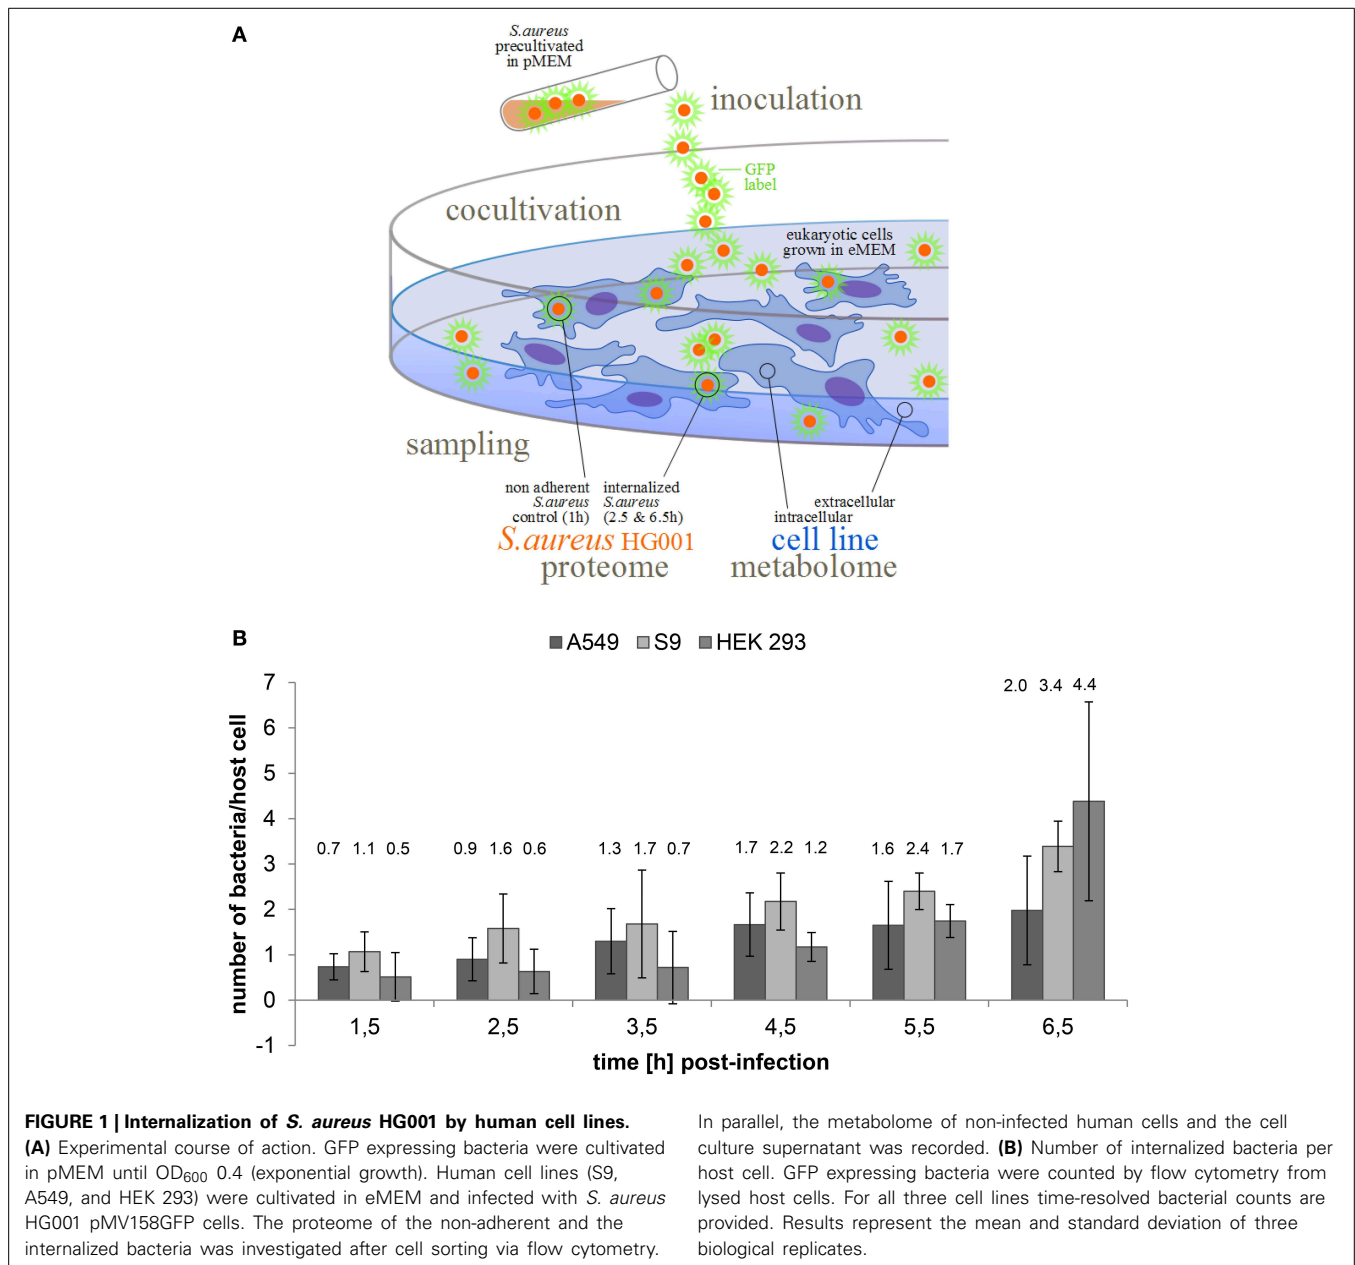 A
S.aureus
precultivated
in pMEM
inoculation
GFP
label
cocultivation
eukaryotic cells
grown in eMEM
sampling
non adherent
S.aureus
control (1h)
internalized
S.aureus
(2.5 & 6.5h)
extracellular
intracellular
S.aureus HG001
proteome
cell line
metabolome
B
A549 S9 HEK 293
number of bacteria/host cell
7
6
5
4
3
2
1
0
-1
0.7 1.1 0.5
0.9 1.6 0.6
1.3 1.7 0.7
1.7 2.2 1.2
1.6 2.4 1.7
2.0 3.4 4.4
1,5 2,5 3,5 4,5 5,5 6,5
time [h] post-infection
FIGURE 1 | Internalization of S. aureus HG001 by human cell lines.
(A) Experimental course of action. GFP expressing bacteria were cultivated
in pMEM until OD600 0.4 (exponential growth). Human cell lines (S9,
A549, and HEK 293) were cultivated in eMEM and infected with S. aureus
HG001 pMV158GFP cells. The proteome of the non-adherent and the
internalized bacteria was investigated after cell sorting via flow cytometry.
In parallel, the metabolome of non-infected human cells and the cell
culture supernatant was recorded. (B) Number of internalized bacteria per
host cell. GFP expressing bacteria were counted by flow cytometry from
lysed host cells. For all three cell lines time-resolved bacterial counts are
provided. Results represent the mean and standard deviation of three
biological replicates.